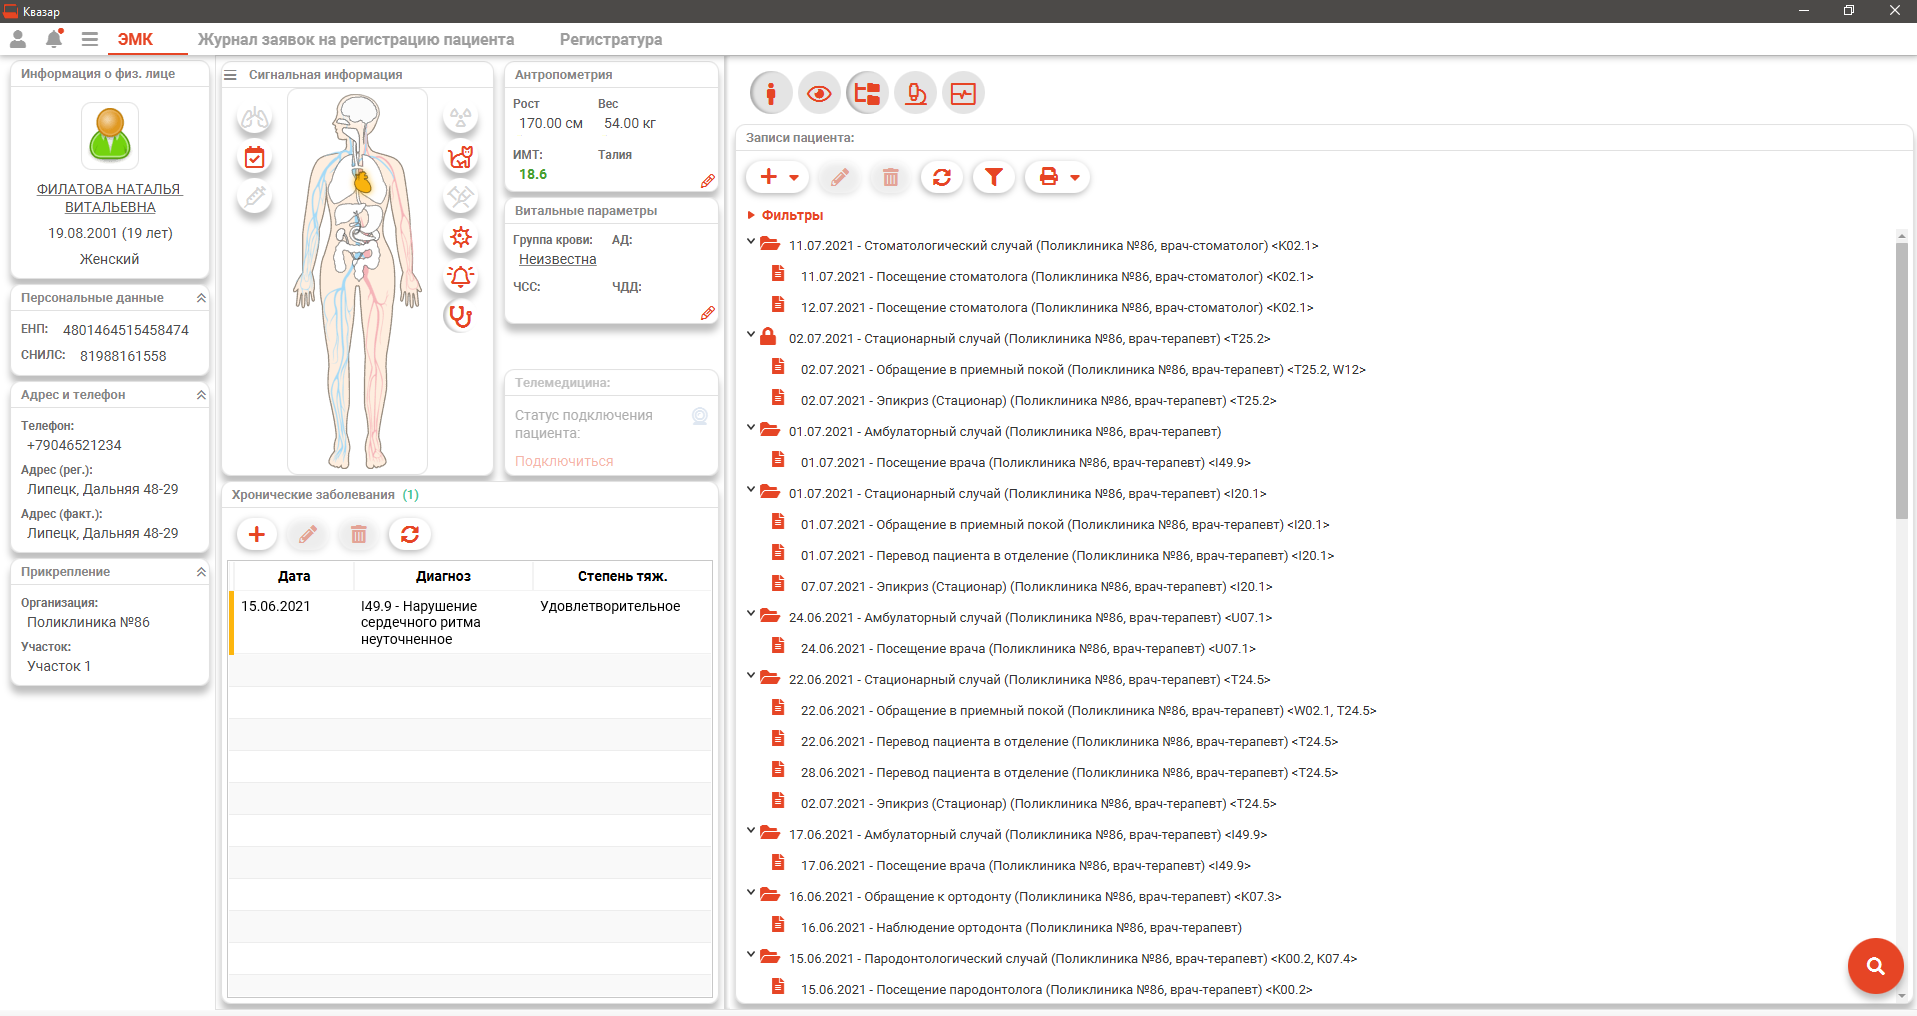 Квазар
ЭМК
Журнал заявок на регистрацию пациента
Регистратура
Информация о физ. лице
ФИЛАТОВА НАТАЛЬЯ
ВИТАЛЬЕВНА
19.08.2001 (19 лет)
Женский
Персональные данные
ЕНП: 4801464515458474
СНИЛС: 81988161558
Адрес и телефон
Телефон:
+79046521234
Адрес (рег.):
Липецк, Дальняя 48-29
Адрес (факт.):
Липецк, Дальняя 48-29
Прикрепление
Организация:
Поликлиника №86
Участок:
Участок 1
Сигнальная информация
Антропометрия
Рост Вес
170.00 см 54.00 кг
ИМТ: Талия
18.6
Витальные параметры
Группа крови: АД:
Неизвестна
ЧСС: ЧДД:
Телемедицина:
Статус подключения
пациента:
Подключиться
Хронические заболевания (1)
Дата Диагноз Степень тяж.
15.06.2021 I49.9 - Нарушение Удовлетворительное
сердечного ритма
неуточненное
Записи пациента:
Фильтры
11.07.2021 - Стоматологический случай (Поликлиника №86, врач-стоматолог) <K02.1>
11.07.2021 - Посещение стоматолога (Поликлиника №86, врач-стоматолог) <K02.1>
12.07.2021 - Посещение стоматолога (Поликлиника №86, врач-стоматолог) <K02.1>
02.07.2021 - Стационарный случай (Поликлиника №86, врач-терапевт) <T25.2>
02.07.2021 - Обращение в приемный покой (Поликлиника №86, врач-терапевт) <T25.2, W12>
02.07.2021 - Эпикриз (Стационар) (Поликлиника №86, врач-терапевт) <T25.2>
01.07.2021 - Амбулаторный случай (Поликлиника №86, врач-терапевт)
01.07.2021 - Посещение врача (Поликлиника №86, врач-терапевт) <I49.9>
01.07.2021 - Стационарный случай (Поликлиника №86, врач-терапевт) <I20.1>
01.07.2021 - Обращение в приемный покой (Поликлиника №86, врач-терапевт) <I20.1>
01.07.2021 - Перевод пациента в отделение (Поликлиника №86, врач-терапевт) <I20.1>
07.07.2021 - Эпикриз (Стационар) (Поликлиника №86, врач-терапевт) <I20.1>
24.06.2021 - Амбулаторный случай (Поликлиника №86, врач-терапевт) <U07.1>
24.06.2021 - Посещение врача (Поликлиника №86, врач-терапевт) <U07.1>
22.06.2021 - Стационарный случай (Поликлиника №86, врач-терапевт) <T24.5>
22.06.2021 - Обращение в приемный покой (Поликлиника №86, врач-терапевт) <W02.1, T24.5>
22.06.2021 - Перевод пациента в отделение (Поликлиника №86, врач-терапевт) <T24.5>
28.06.2021 - Перевод пациента в отделение (Поликлиника №86, врач-терапевт) <T24.5>
02.07.2021 - Эпикриз (Стационар) (Поликлиника №86, врач-терапевт) <T24.5>
17.06.2021 - Амбулаторный случай (Поликлиника №86, врач-терапевт) <I49.9>
17.06.2021 - Посещение врача (Поликлиника №86, врач-терапевт) <I49.9>
16.06.2021 - Обращение к ортодонту (Поликлиника №86, врач-терапевт) <K07.3>
16.06.2021 - Наблюдение ортодонта (Поликлиника №86, врач-терапевт)
15.06.2021 - Пародонтологический случай (Поликлиника №86, врач-терапевт) <K00.2, K07.4>
15.06.2021 - Посещение пародонтолога (Поликлиника №86, врач-терапевт) <K00.2>